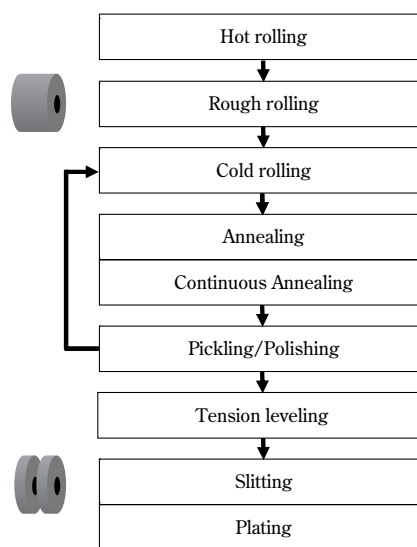 Hot rolling
Rough rolling
Cold rolling
Annealing
Continuous Annealing
Pickling/Polishing
Tension leveling
Slitting
Plating